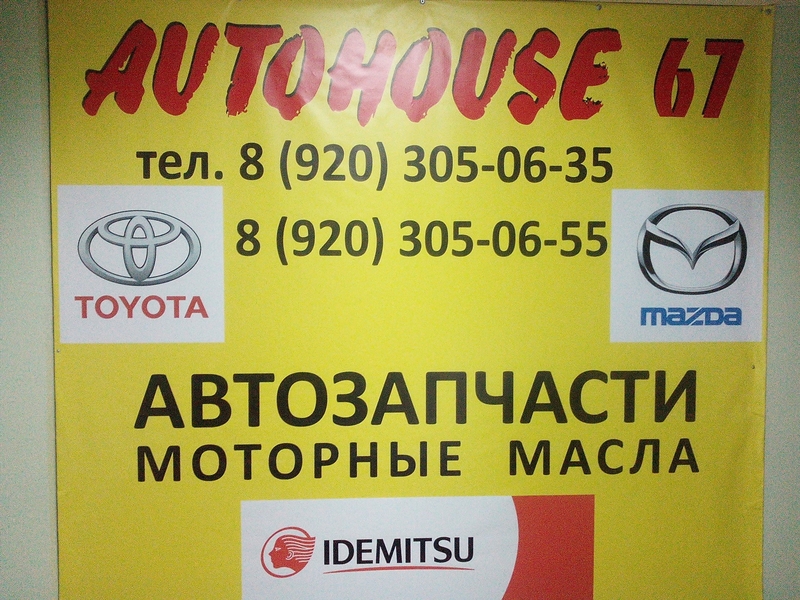 AUTOHOUSE 67
тел. 8 (920) 305-06-35
8 (920) 305-06-55
TOYOTA
mazda
АВТОЗАПЧАСТИ
МОТОРНЫЕ МАСЛА
IDEMITSU